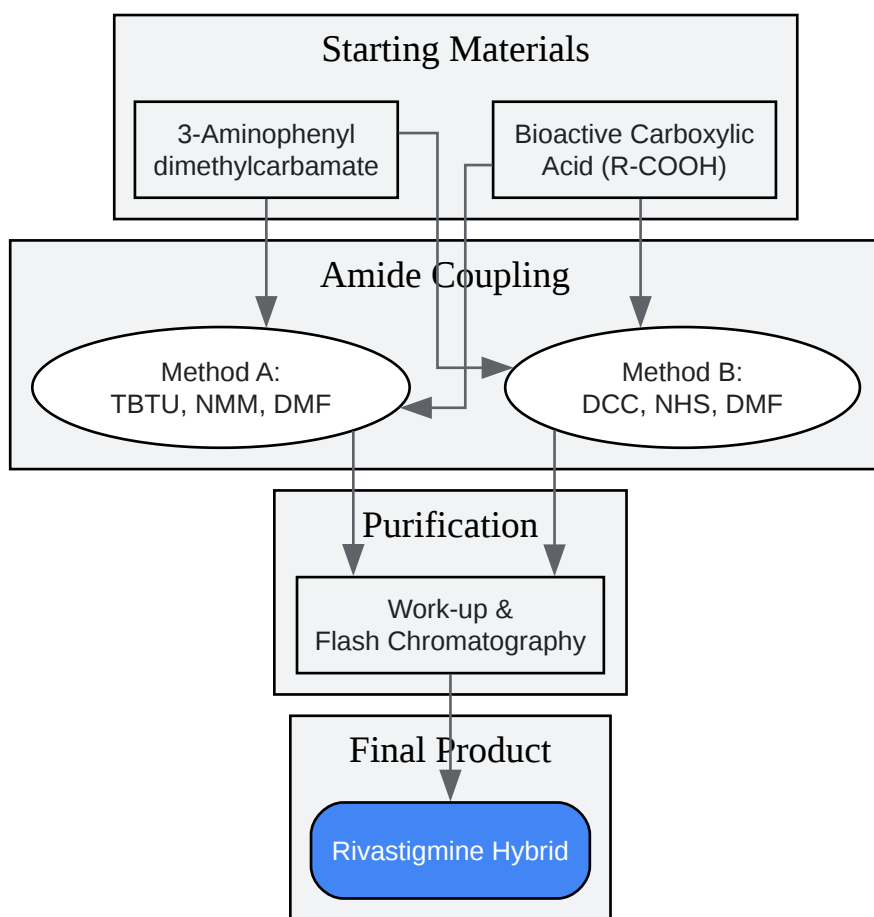 Starting Materials
3-Aminophenyl
dimethylcarbamate
Bioactive Carboxylic
Acid (R-COOH)
Amide Coupling
Method A:
TBTU, NMM, DMF
Method B:
DCC, NHS, DMF
Purification
Work-up &
Flash Chromatography
Final Product
Rivastigmine Hybrid